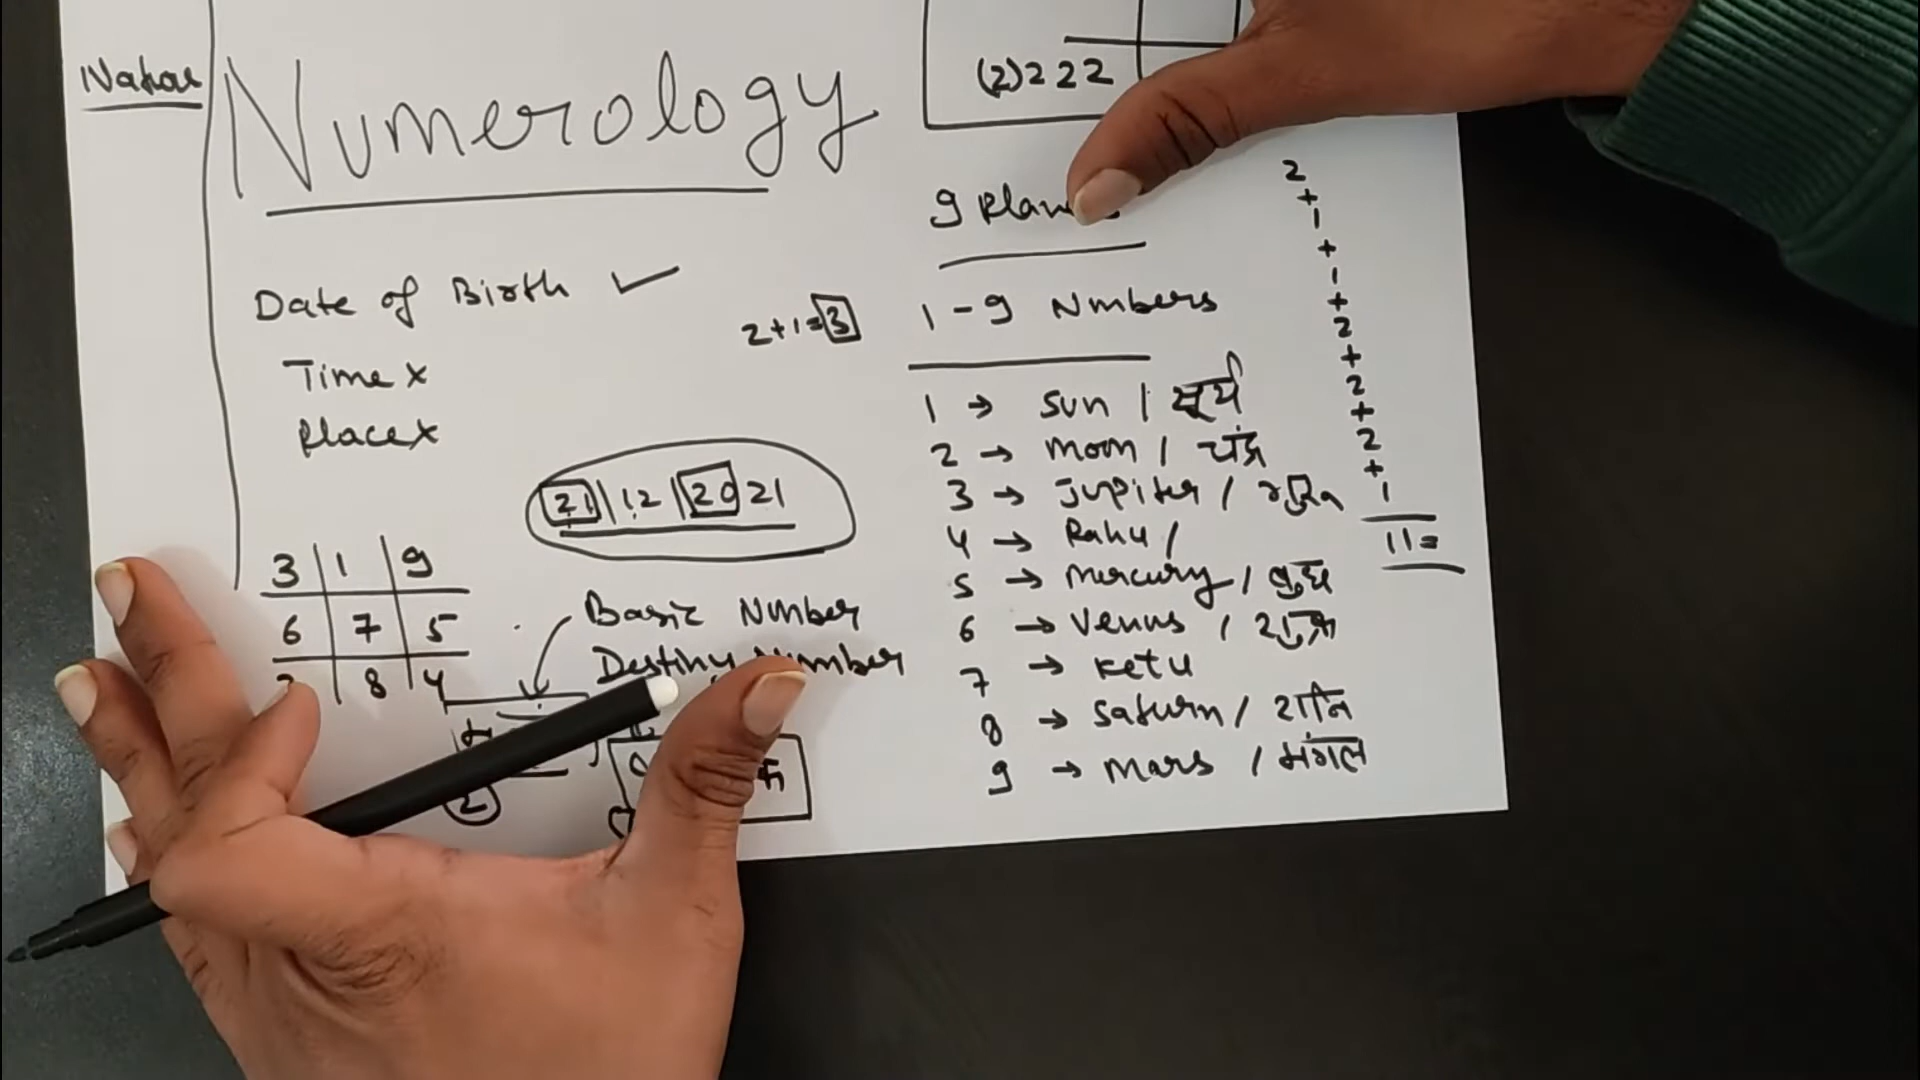 Numerology
Date of Birth ✓
Time x
Place x
2+1=3
21/12/2021
3 1 9
6 7 5
8 4
Basic Number
Destiny Number
2
(2)222
9
1-9 Nmbers
1 → Sun / सूर्य
2 → moon / चंद्र
3 → Jupiter /
4 → Rahu /
5 → Mercury / बुध
6 → Venus / शुक्र
7 → Ketu
8 → Saturn / शनि
9 → Mars / मंगल
2
+
1
+
1
+
2
+
2
+
2
+
1
11=